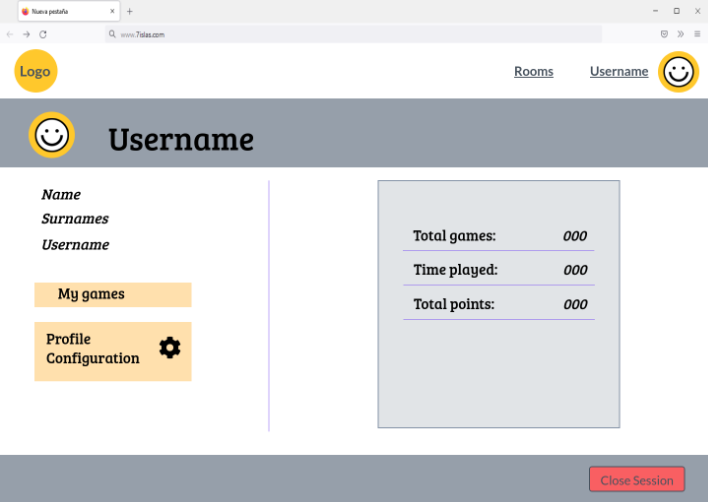 Nueva pestaña
www.7islas.com
Logo
Rooms
Username
Username
Name
Surnames
Username
My games
Profile
Configuration
Total games: 000
Time played: 000
Total points: 000
Close Session